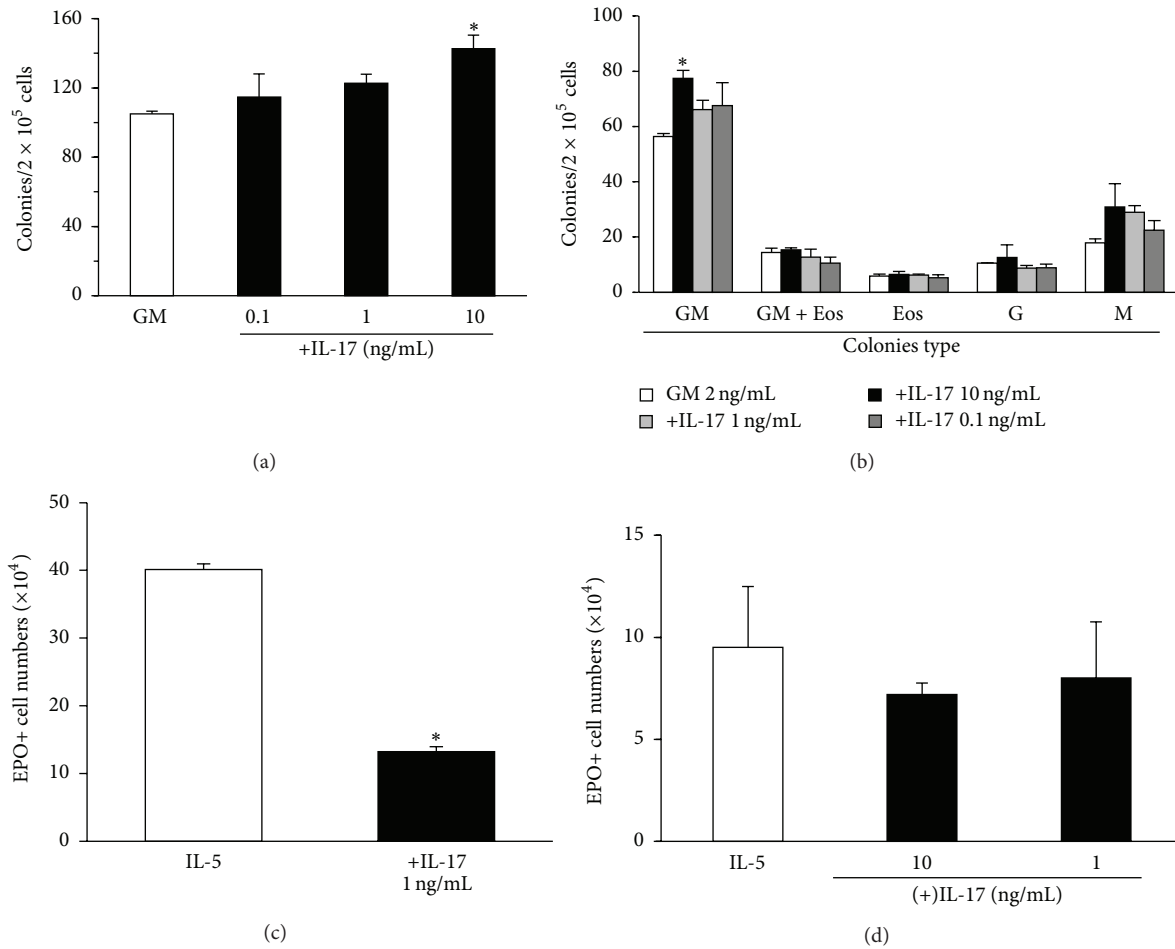 160
120
80
40
0
Colonies/2 × 10⁵ cells
*
GM
0.1
1
10
+IL-17 (ng/mL)
(a)
100
80
60
40
20
0
Colonies/2 × 10⁵ cells
*
GM
GM + Eos
Eos
G
M
Colonies type
GM 2 ng/mL
+IL-17 10 ng/mL
+IL-17 1 ng/mL
+IL-17 0.1 ng/mL
(b)
50
40
30
20
10
0
EPO+ cell numbers (×10⁴)
*
IL-5
+IL-17
1 ng/mL
(c)
15
10
5
0
EPO+ cell numbers (×10⁴)
IL-5
10
1
(+)IL-17 (ng/mL)
(d)